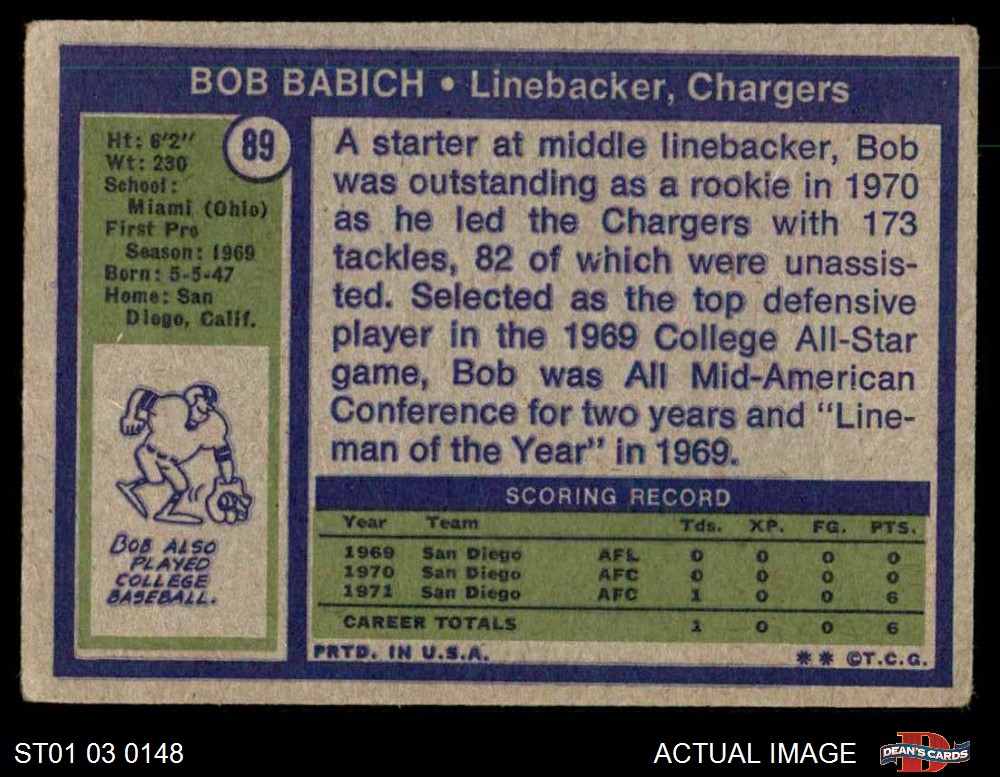 BOB BABICH • Linebacker, Chargers
89
Ht: 6'2"
Wt: 230
School:
Miami (Ohio)
First Pro
Season: 1969
Born: 5-5-47
Home: San
Diego, Calif.
BOB ALSO
PLAYED
COLLEGE
BASEBALL.
A starter at middle linebacker, Bob
was outstanding as a rookie in 1970
as he led the Chargers with 173
tackles, 82 of which were unassis-
ted. Selected as the top defensive
player in the 1969 College All-Star
game, Bob was All Mid-American
Conference for two years and "Line-
man of the Year" in 1969.
SCORING RECORD
Year Team Tds. XP. FG. PTS.
1969 San Diego AFL 0 0 0 0
1970 San Diego AFC 0 0 0 0
1971 San Diego AFC 1 0 0 6
CAREER TOTALS 1 0 0 6
PRTD. IN U.S.A. ** ©T.C.G.
ST01 03 0148 ACTUAL IMAGE D DEAN'S CARDS